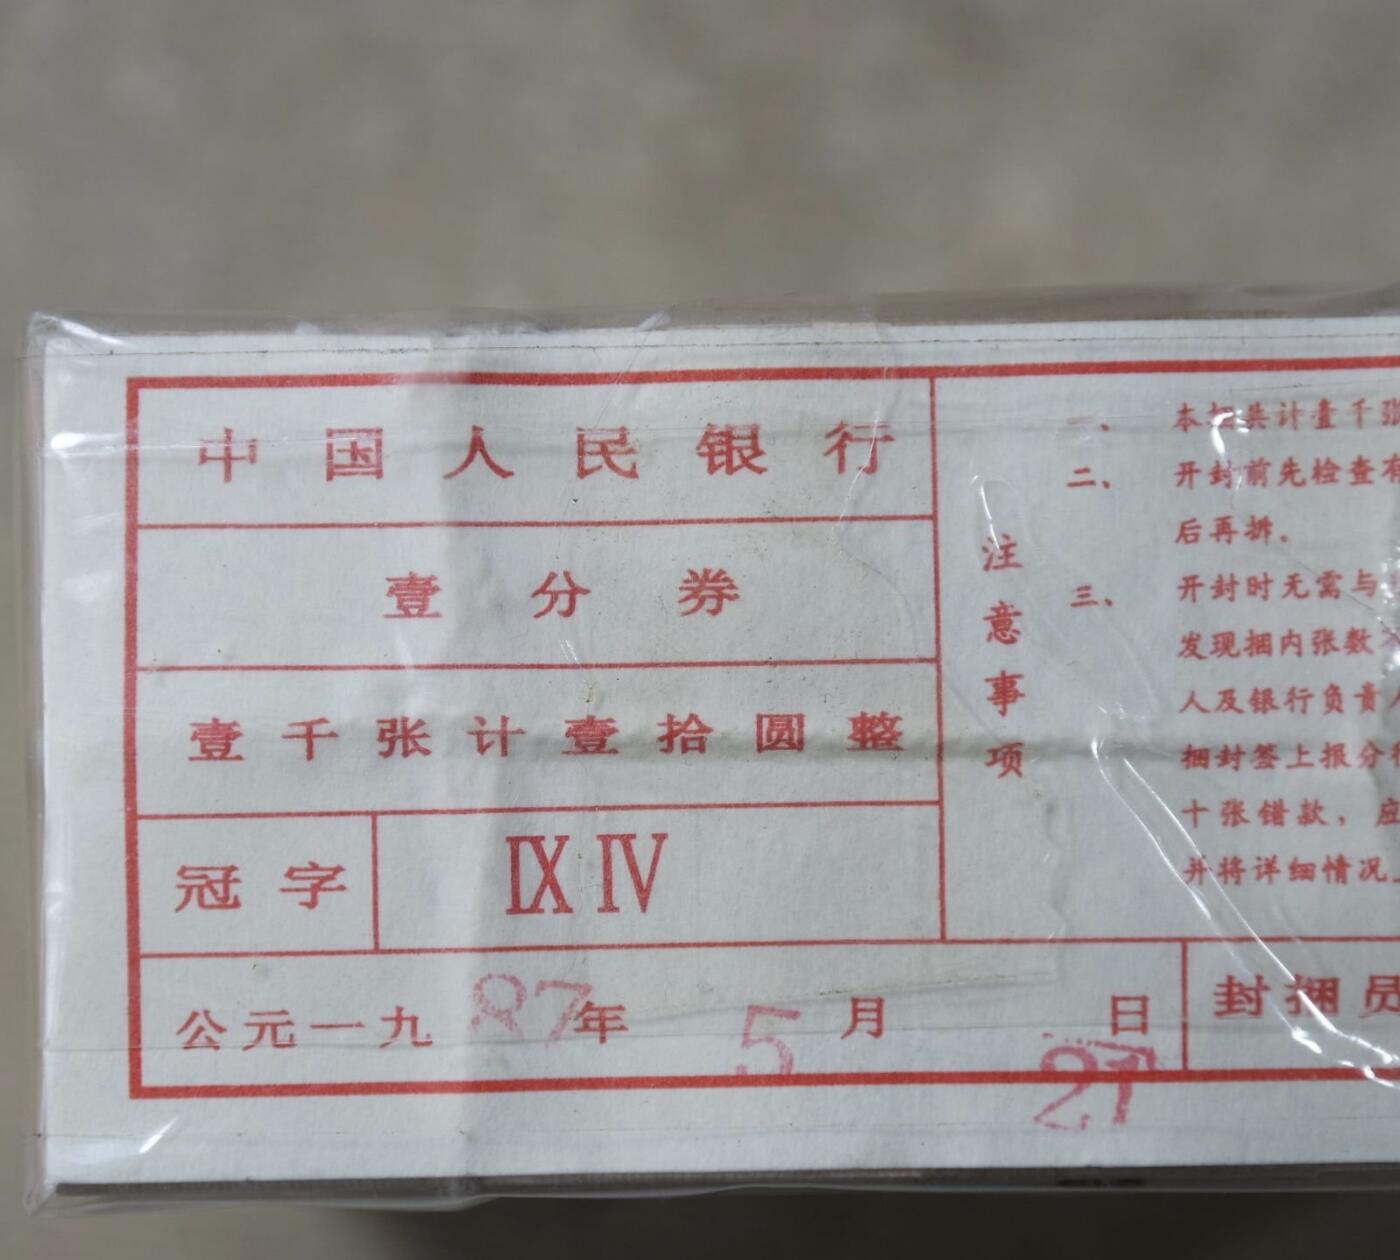 中国人民银行
壹分券
壹千张计壹拾圆整
冠字 ⅨⅣ
公元一九87年5月27日
封捆员
注意事项
一、本捆共计壹千张
二、开封前先检查
后再拆。
三、开封时无需与
发现捆内张数
人及银行负责
捆封签上报分
十张错款，应
并将详细情况